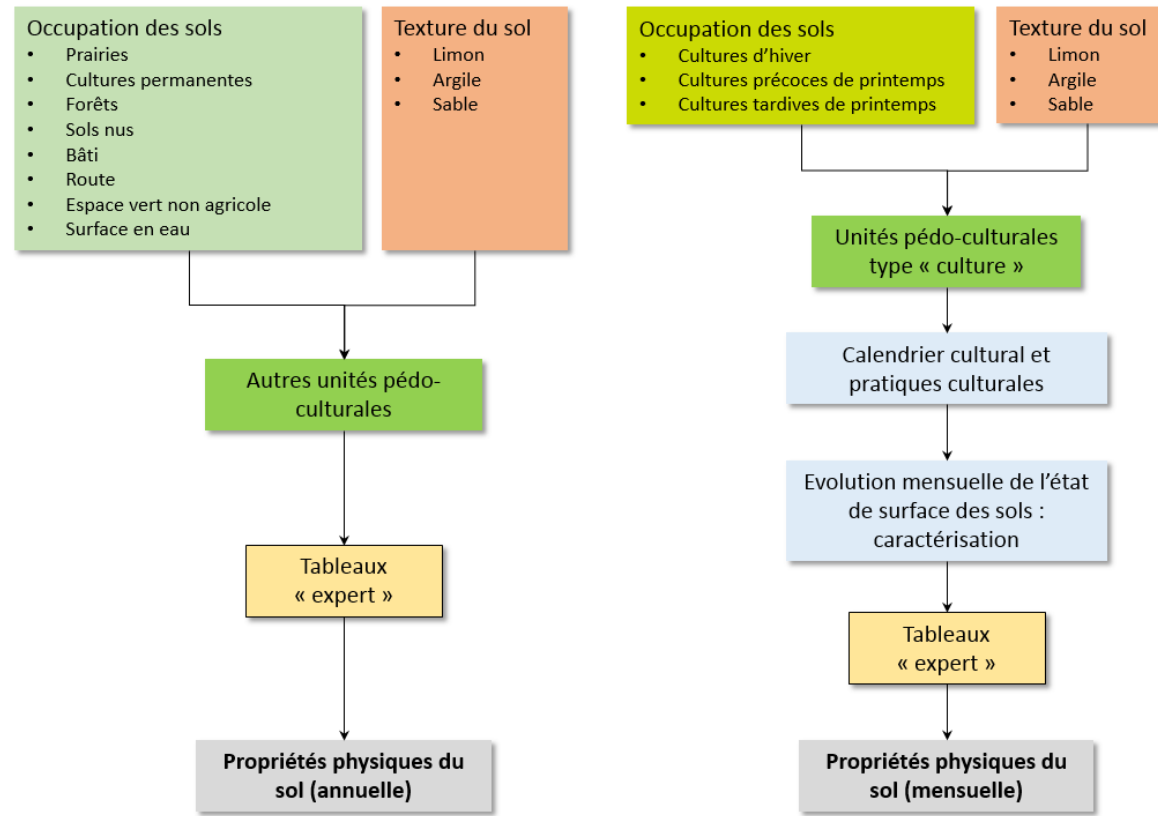 Occupation des sols
• Prairies
• Cultures permanentes
• Forêts
• Sols nus
• Bâti
• Route
• Espace vert non agricole
• Surface en eau
Texture du sol
• Limon
• Argile
• Sable
Autres unités pédo-
culturales
Tableaux
« expert »
Propriétés physiques du
sol (annuelle)
Occupation des sols
• Cultures d’hiver
• Cultures précoces de printemps
• Cultures tardives de printemps
Texture du sol
• Limon
• Argile
• Sable
Unités pédo-culturales
type « culture »
Calendrier cultural et
pratiques culturales
Evolution mensuelle de l’état
de surface des sols :
caractérisation
Tableaux
« expert »
Propriétés physiques du
sol (mensuelle)